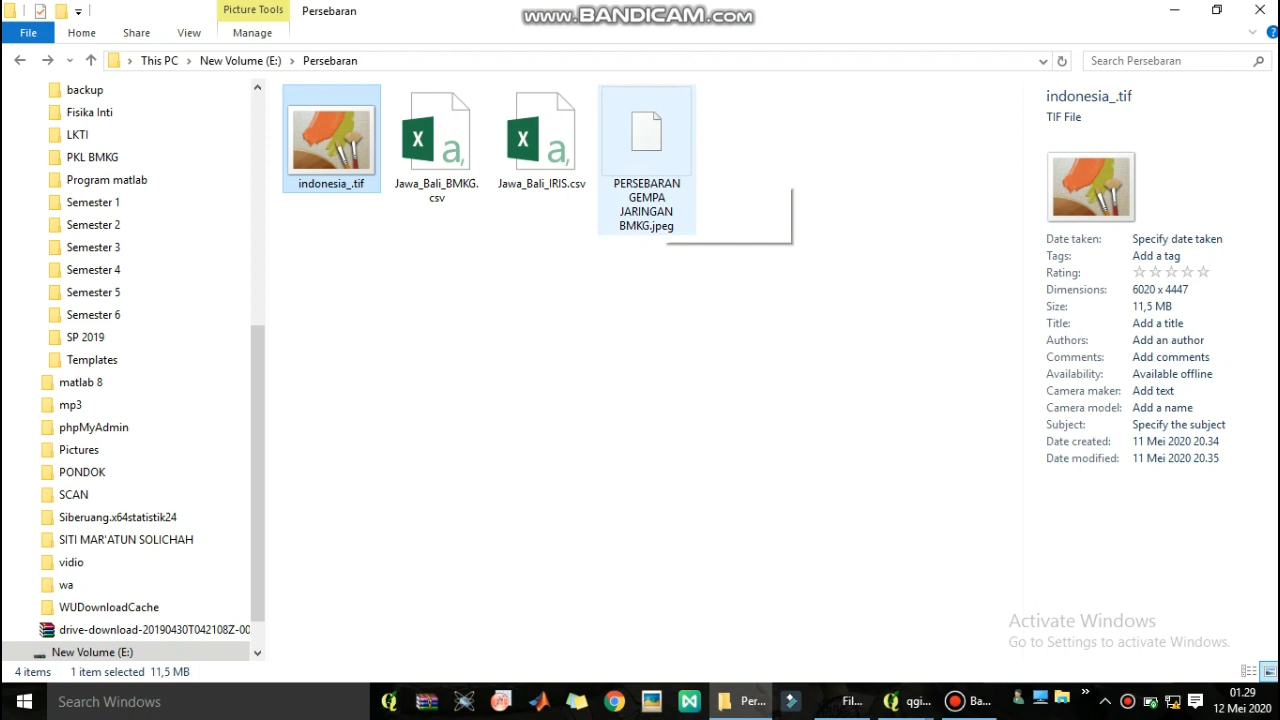 Picture Tools
Persebaran
www.BANDICAM.com
File
Home
Share
View
Manage
This PC
New Volume (E:)
Persebaran
Search Persebaran
backup
Fisika Inti
LKTI
PKL BMKG
Program matlab
Semester 1
Semester 2
Semester 3
Semester 4
Semester 5
Semester 6
SP 2019
Templates
matlab 8
mp3
phpMyAdmin
Pictures
PONDOK
SCAN
Siberuang.x64statistik24
SITI MAR'ATUN SOLICHAH
vidio
wa
WUDownloadCache
drive-download-20190430T042108Z-00
New Volume (E:)
indonesia_.tif
Jawa_Bali_BMKG.
csv
Jawa_Bali_IRIS.csv
PERSEBARAN
GEMPA
JARINGAN
BMKG.jpeg
indonesia_.tif
TIF File
Date taken: Specify date taken
Tags: Add a tag
Rating: ☆☆☆☆☆
Dimensions: 6020 x 4447
Size: 11,5 MB
Title: Add a title
Authors: Add an author
Comments: Add comments
Availability: Available offline
Camera maker: Add text
Camera model: Add a name
Subject: Specify the subject
Date created: 11 Mei 2020 20.34
Date modified: 11 Mei 2020 20.35
Activate Windows
Go to Settings to activate Windows.
4 items 1 item selected 11,5 MB
Search Windows
Per...
Fil...
qgi...
Ba...
01.29
12 Mei 2020